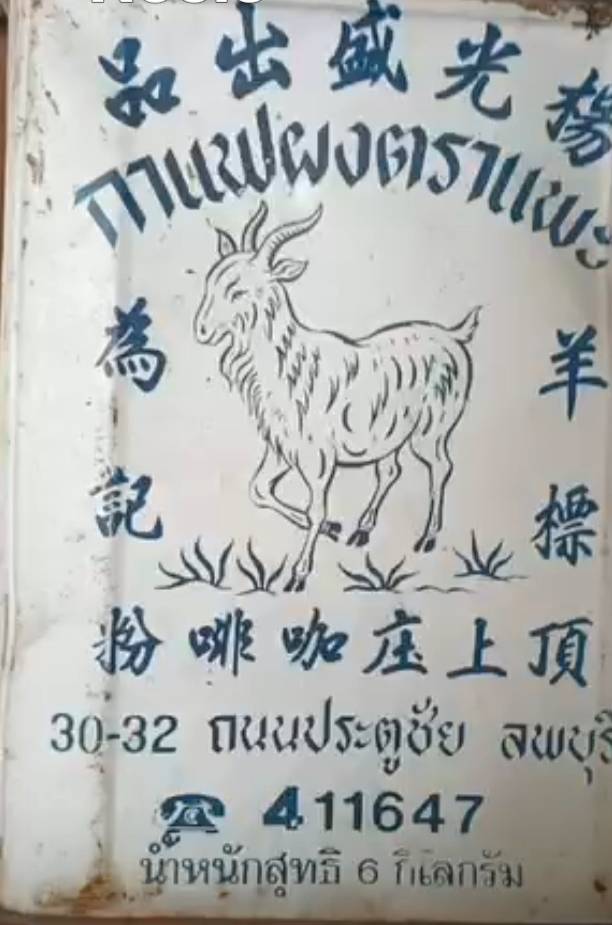 品出盛光楊
กาแฟผงตราแพะ
為 羊
記 標
粉啡咖庄上頂
30-32 ถนนประตูชัย ลพบุรี
☎ 411647
น้ำหนักสุทธิ 6 กิโลกรัม